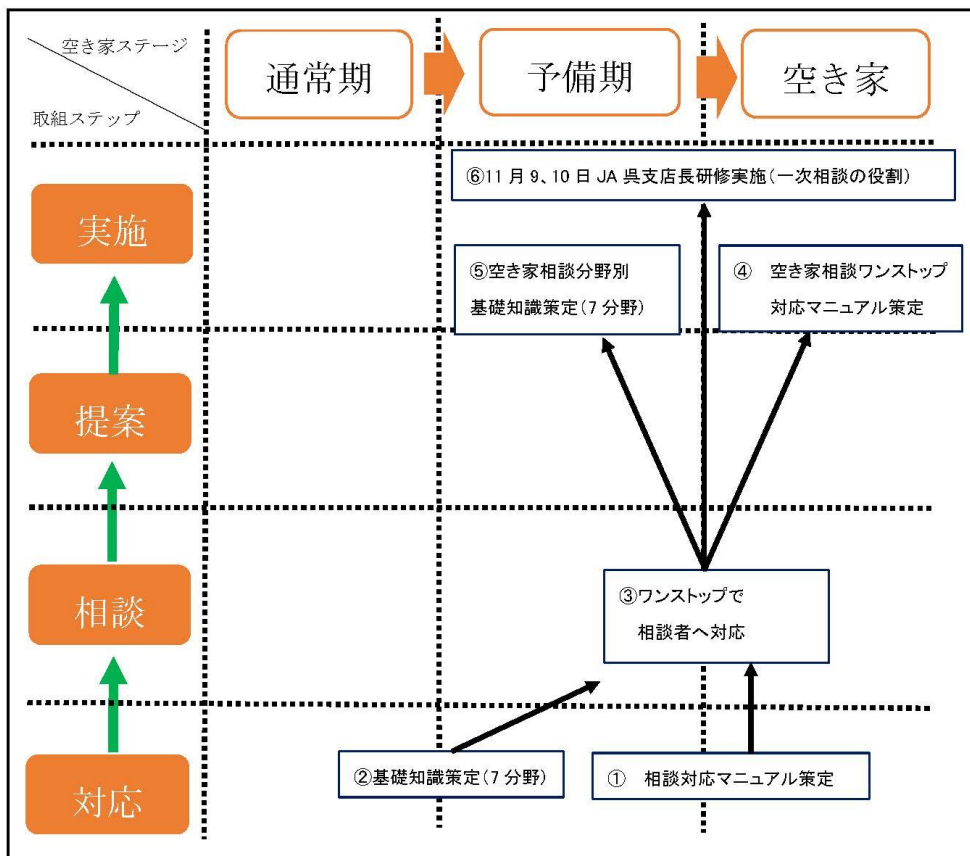 空き家ステージ
取組ステップ
通常期
予備期
空き家
⑥11月9、10日 JA 呉支店長研修実施(一次相談の役割)
実施
⑤空き家相談分野別
基礎知識策定(7分野)
④ 空き家相談ワンストップ
対応マニュアル策定
提案
相談
③ワンストップで
相談者へ対応
対応
②基礎知識策定(7分野)
① 相談対応マニュアル策定